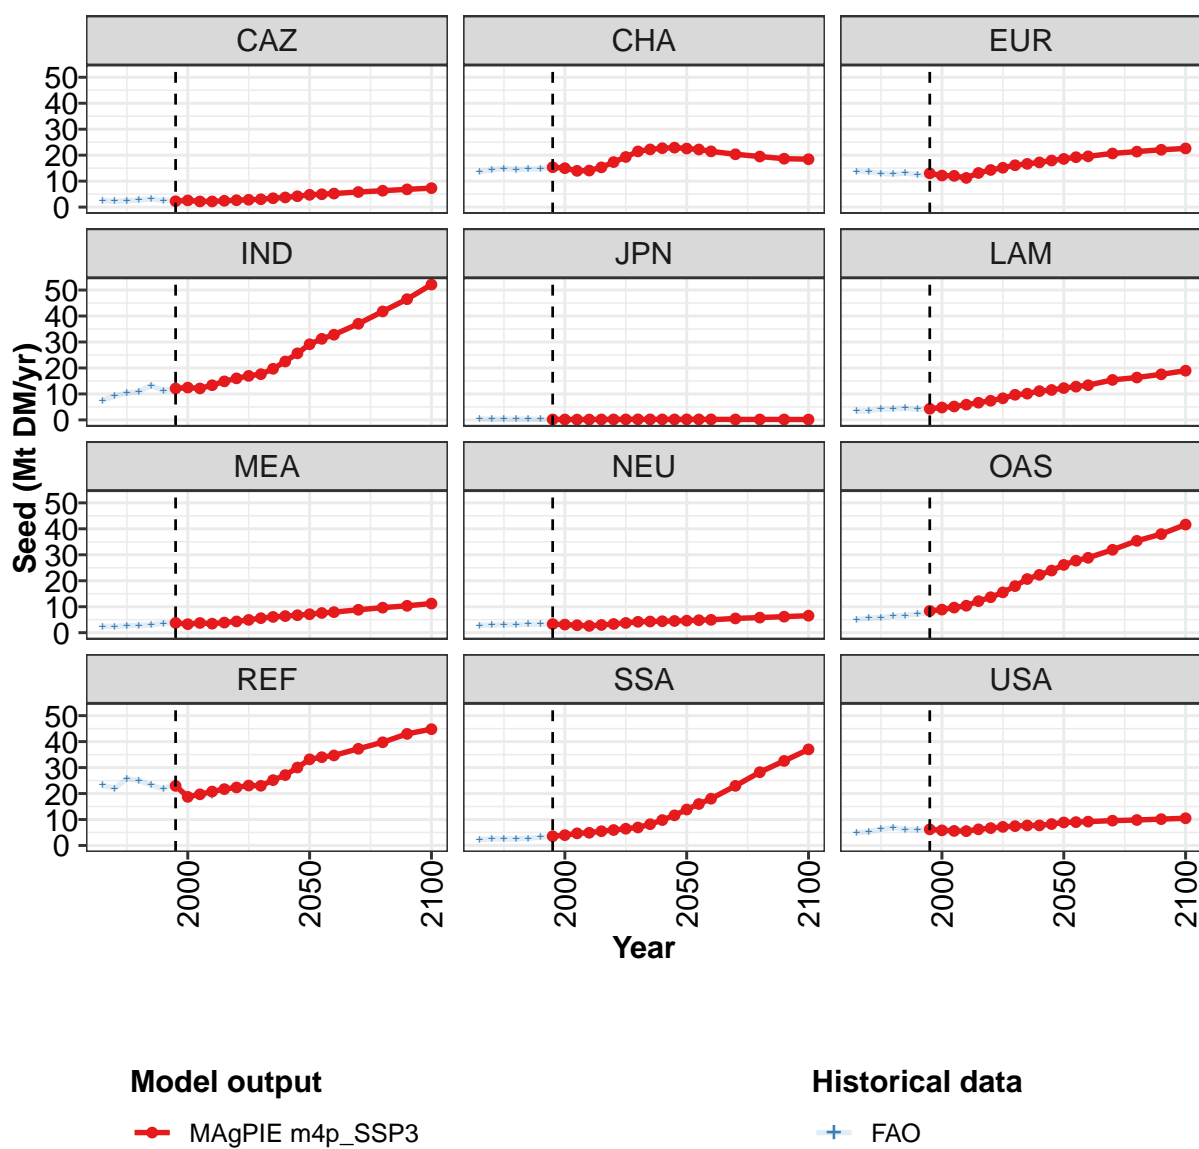 CAZ CHA EUR
50
40
30
20
10
0
IND JPN LAM
50
40
30
20
10
0
MEA NEU OAS
50
40
30
20
10
0
REF SSA USA
50
40
30
20
10
0
Seed (Mt DM/yr)
2000 2050 2100 2000 2050 2100 2000 2050 2100
Year
Model output Historical data
MAgPIE m4p_SSP3 FAO